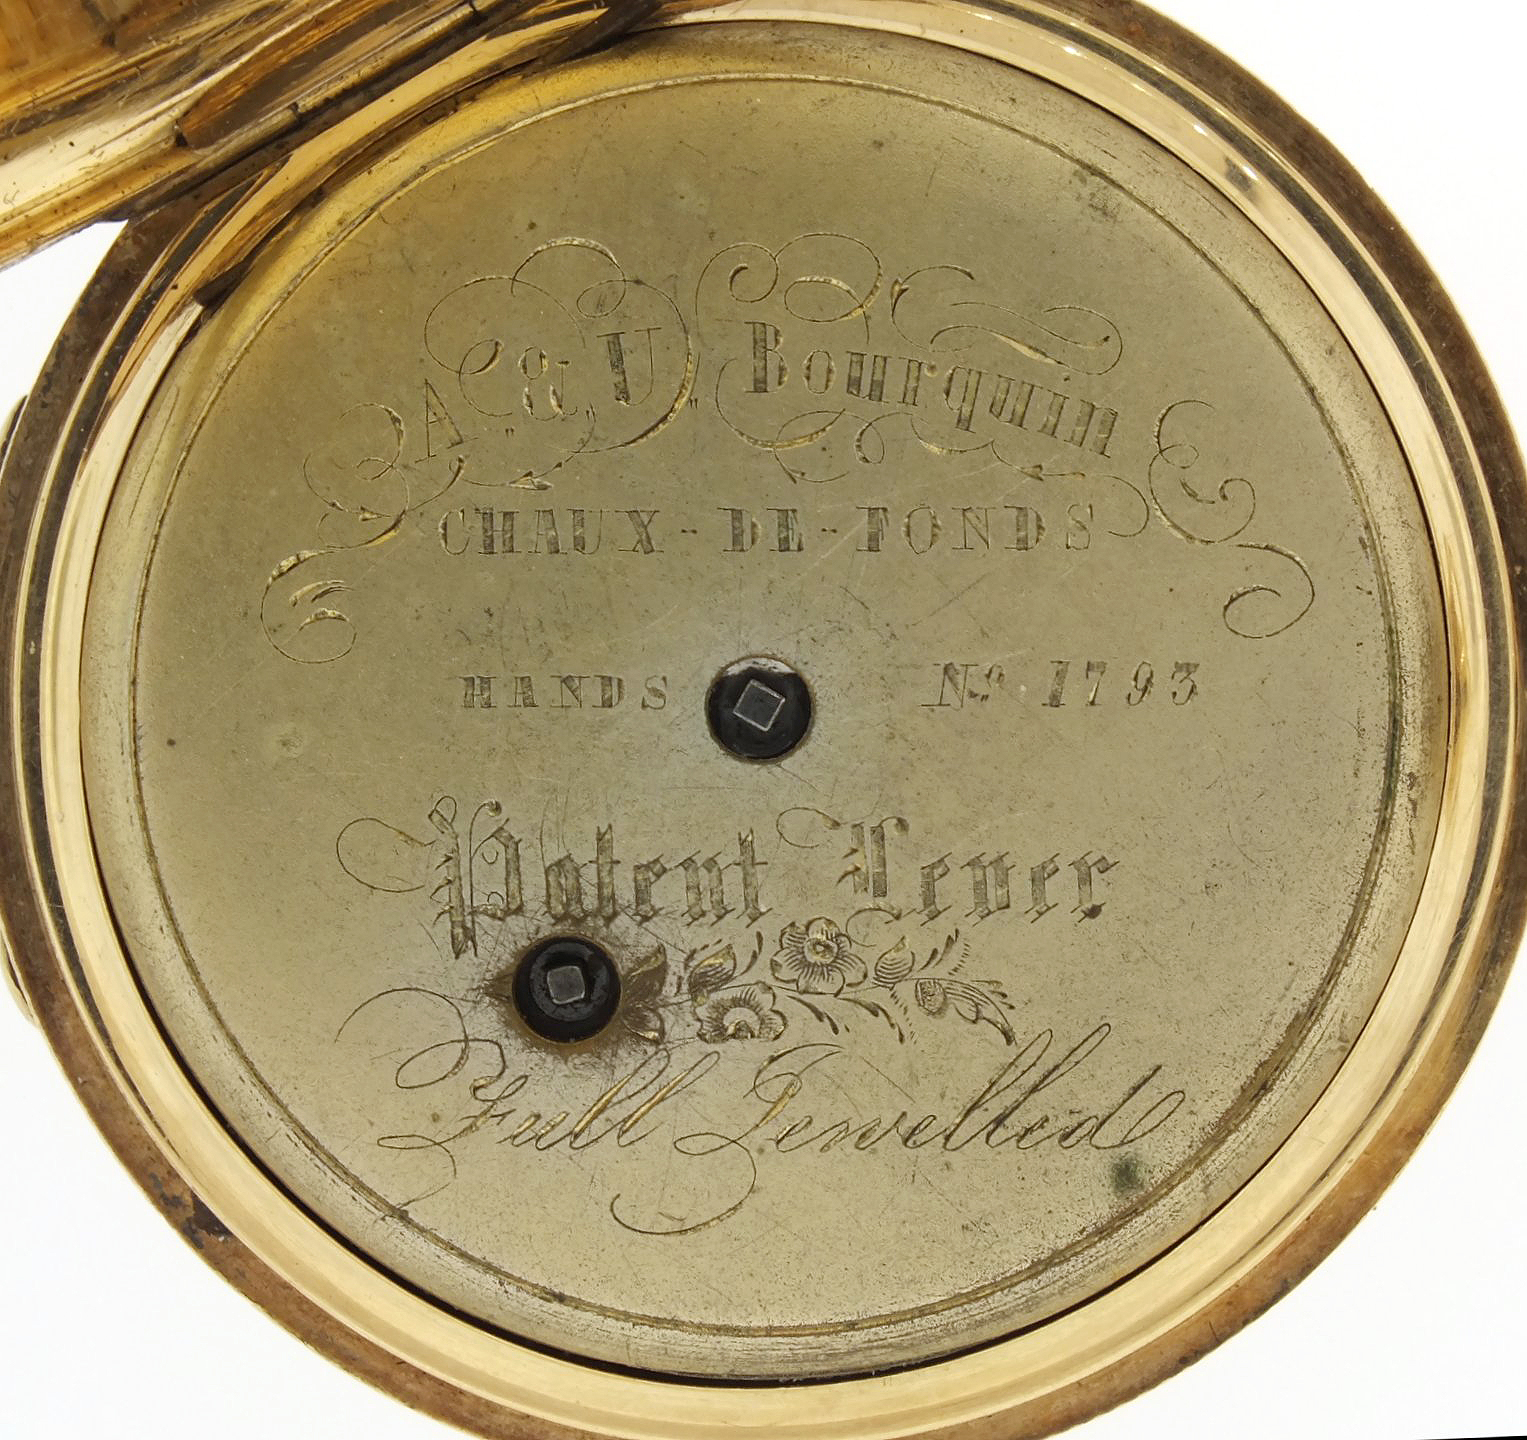 A„ &„ U„ Bourquin
CHAUX-DE-FONDS
HANDS Nº 1793
Patent Lever
Full Jewelled